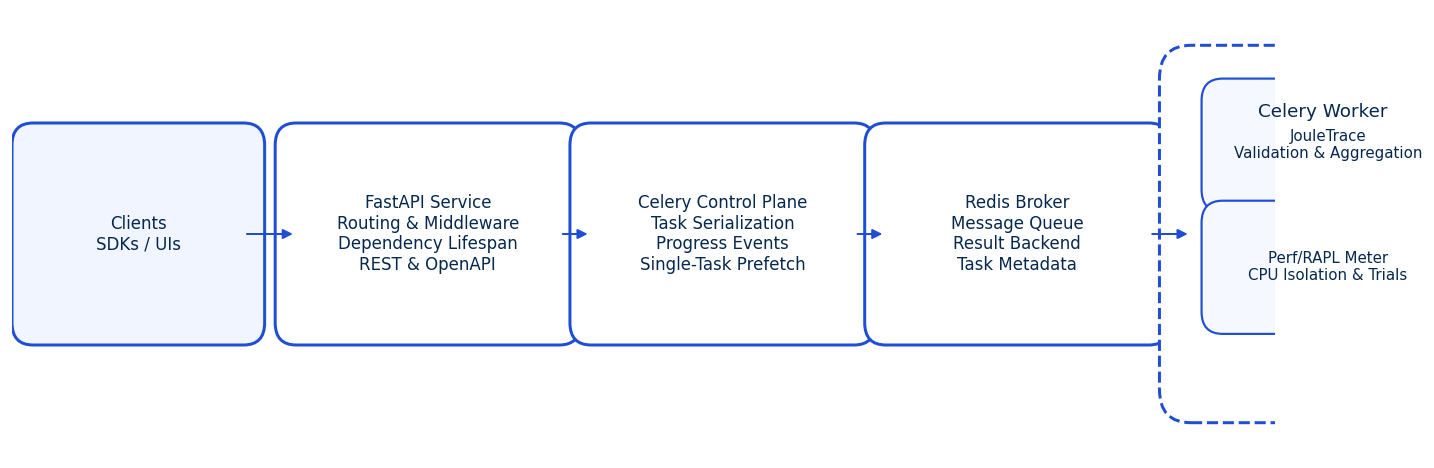 Clients
SDKs / UIs
FastAPI Service
Routing & Middleware
Dependency Lifespan
REST & OpenAPI
Celery Control Plane
Task Serialization
Progress Events
Single-Task Prefetch
Redis Broker
Message Queue
Result Backend
Task Metadata
Celery Worker
JouleTrace
Validation & Aggregation
Perf/RAPL Meter
CPU Isolation & Trials